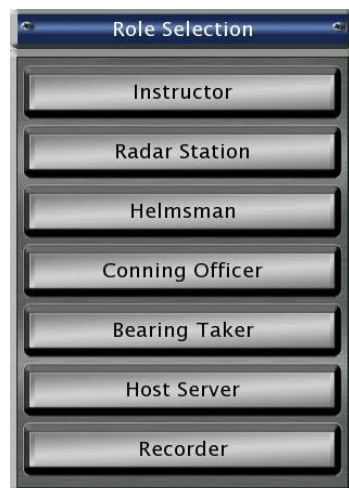 Role Selection
Instructor
Radar Station
Helmsman
Conning Officer
Bearing Taker
Host Server
Recorder